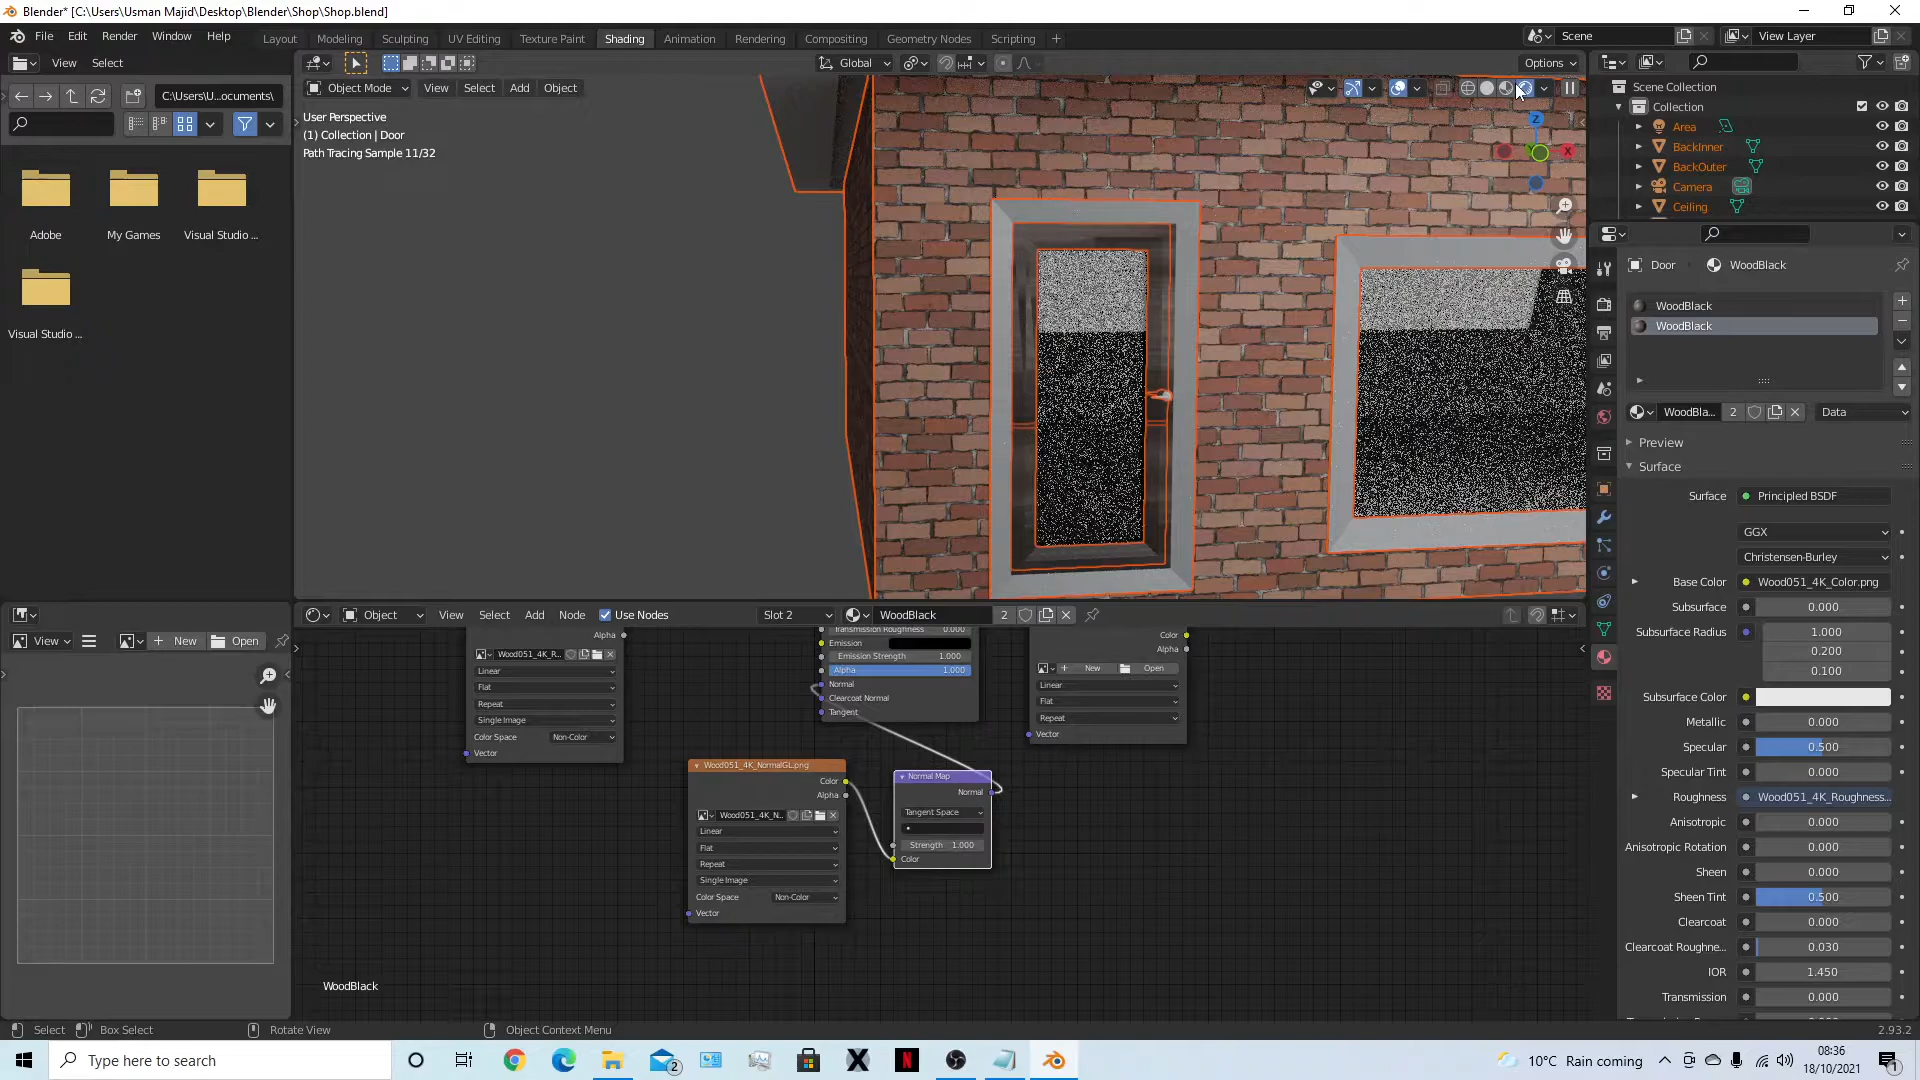 Blender* [C:\Users\Usman Majid\Desktop\Blender\Shop\Shop.blend]
File Edit Render Window Help
Layout Modeling Sculpting UV Editing Texture Paint Shading Animation Rendering Compositing Geometry Nodes Scripting
Scene
View Layer
View Select
Global
Options
C:\Users\U...ocuments\
Object Mode View Select Add Object
User Perspective
(1) Collection | Door
Path Tracing Sample 11/32
Z
X
Adobe
My Games
Visual Studio ...
Visual Studio ...
Scene Collection
Collection
Area
BackInner
BackOuter
Camera
Ceiling
Door
WoodBlack
WoodBlack
WoodBlack
WoodBla...
2
Data
Preview
Surface
Surface Principled BSDF
GGX
Christensen-Burley
Base Color Wood051_4K_Color.png
Subsurface 0.000
Subsurface Radius 1.000
0.200
0.100
Subsurface Color
Metallic 0.000
Specular 0.500
Specular Tint 0.000
Roughness Wood051_4K_Roughness...
Anisotropic 0.000
Anisotropic Rotation 0.000
Sheen 0.000
Sheen Tint 0.500
Clearcoat 0.000
Clearcoat Roughne... 0.030
IOR 1.450
Transmission 0.000
View
New
Open
Object View Select Add Node Use Nodes
Slot 2
WoodBlack
2
Alpha
Wood051_4K_R...
Linear
Flat
Repeat
Single Image
Color Space Non-Color
Vector
Transmission Roughness 0.000
Emission
Emission Strength 1.000
Alpha 1.000
Normal
Clearcoat Normal
Tangent
Color
Alpha
New
Open
Linear
Flat
Repeat
Vector
Wood051_4K_NormalGL.png
Color
Alpha
Wood051_4K_N...
Linear
Flat
Repeat
Single Image
Color Space Non-Color
Vector
Normal Map
Normal
Tangent Space
Strength 1.000
Color
WoodBlack
Select
Box Select
Rotate View
Object Context Menu
2.93.2
Type here to search
2
10°C Rain coming
08:36
18/10/2021
1